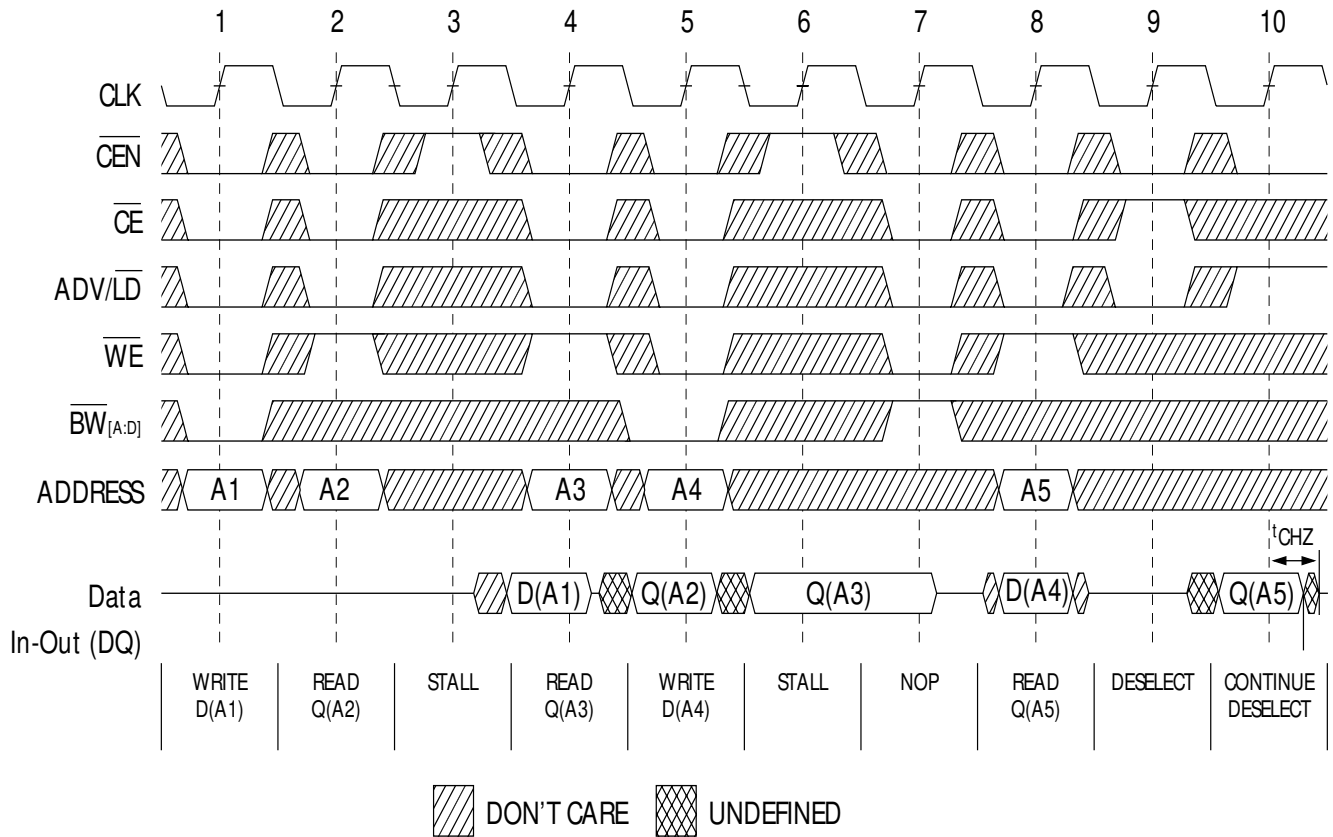 1 2 3 4 5 6 7 8 9 10
CLK
CEN
CE
ADV/LD
WE
BW[A:D]
ADDRESS A1 A2 A3 A4 A5
tCHZ
Data D(A1) Q(A2) Q(A3) D(A4) Q(A5)
In-Out (DQ)
WRITE READ STALL READ WRITE STALL NOP READ DESELECT CONTINUE
D(A1) Q(A2) Q(A3) D(A4) Q(A5) DESELECT
DON'T CARE UNDEFINED